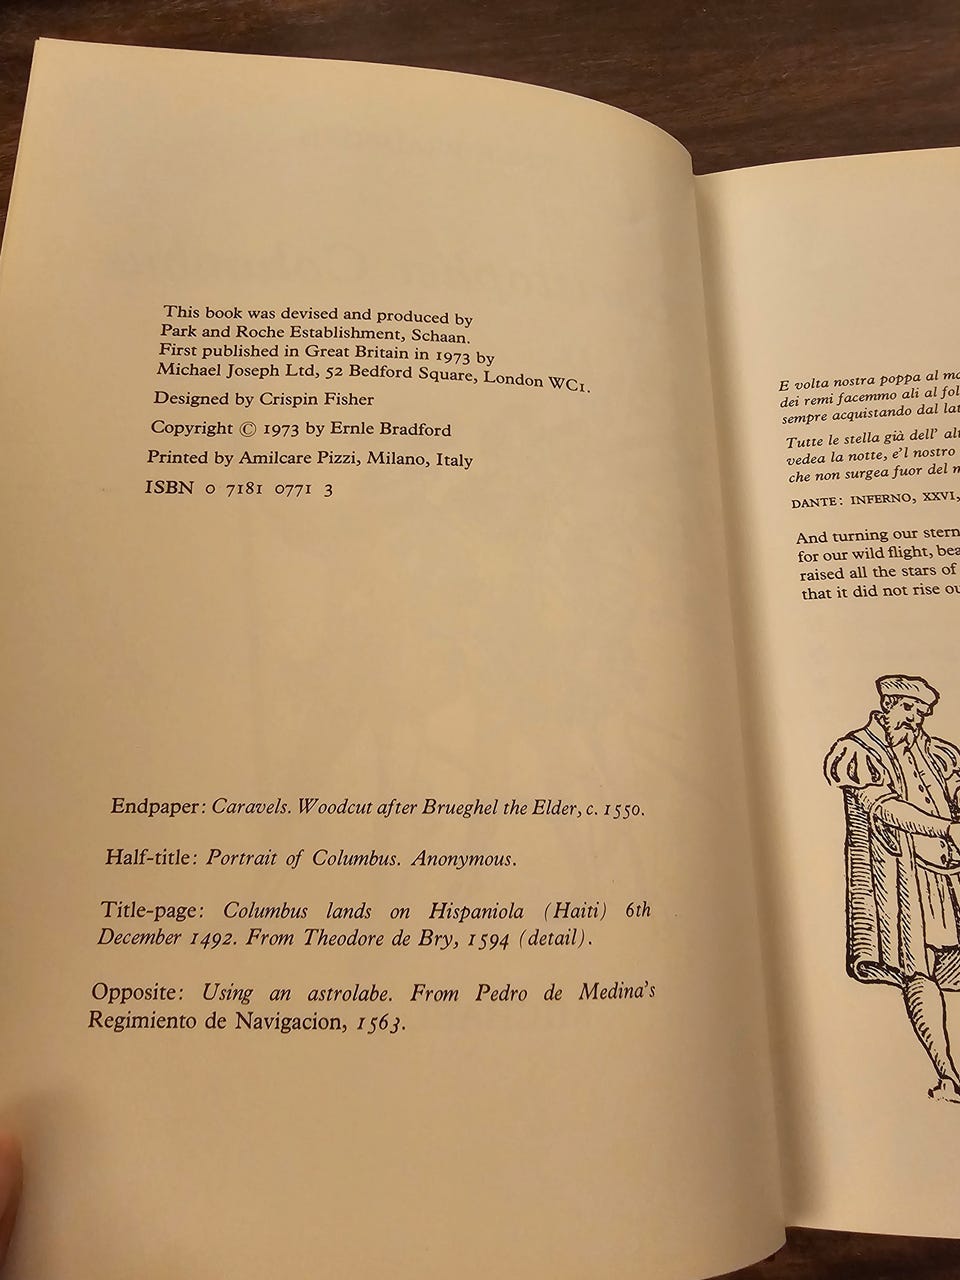 This book was devised and produced by
Park and Roche Establishment, Schaan.
First published in Great Britain in 1973 by
Michael Joseph Ltd, 52 Bedford Square, London WC1.
Designed by Crispin Fisher
Copyright © 1973 by Ernle Bradford
Printed by Amilcare Pizzi, Milano, Italy
ISBN 0 7181 0771 3
Endpaper: Caravels. Woodcut after Brueghel the Elder, c. 1550.
Half-title: Portrait of Columbus. Anonymous.
Title-page: Columbus lands on Hispaniola (Haiti) 6th
December 1492. From Theodore de Bry, 1594 (detail).
Opposite: Using an astrolabe. From Pedro de Medina's
Regimiento de Navigacion, 1563.
E volta nostra poppa al
dei remi facemmo ali al
sempre acquistando dal
Tutte le stella già dell'
vedea la notte, e'l nostro
che non surgea fuor del
DANTE: INFERNO, XXVI,
And turning our stern
for our wild flight,
raised all the stars of
that it did not rise